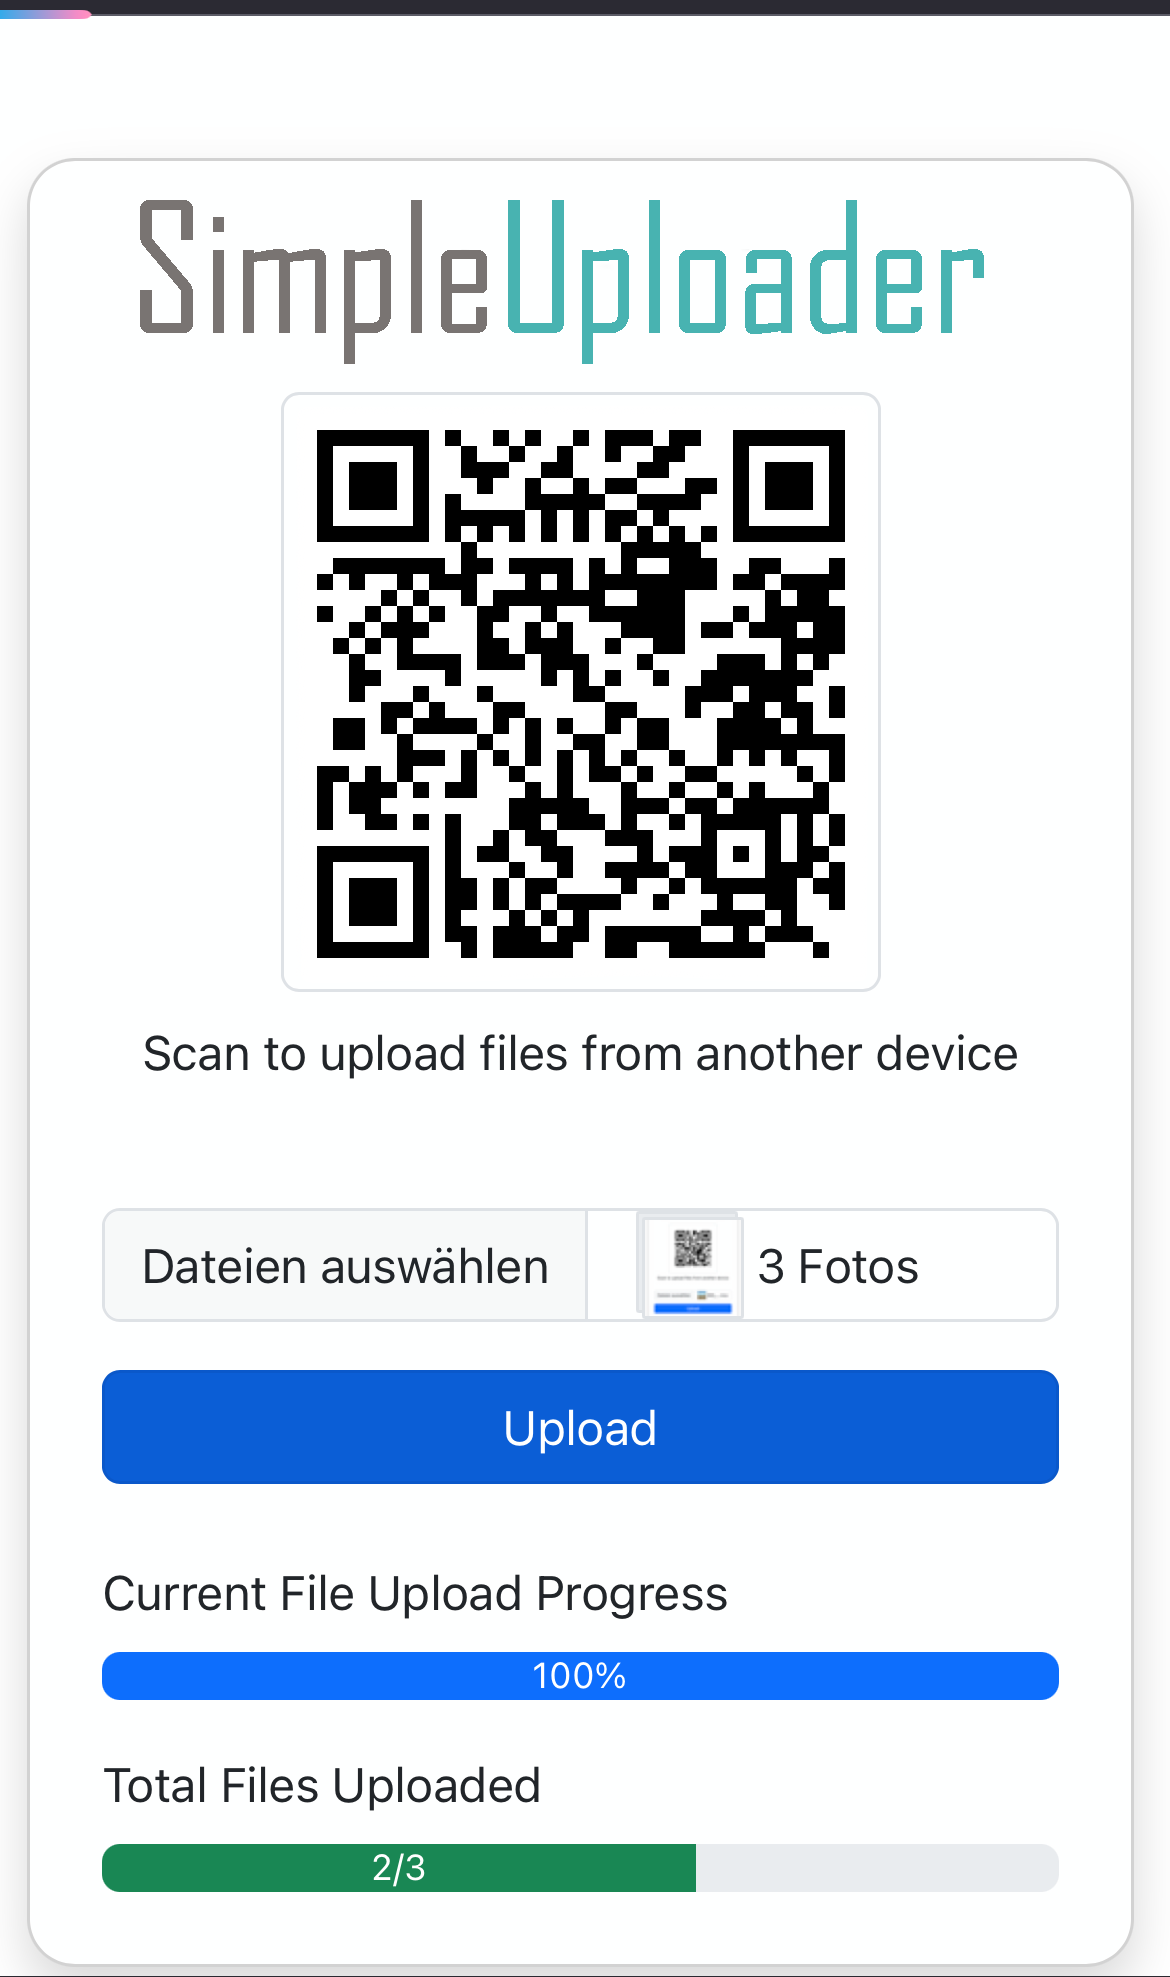 SimpleUploader
Scan to upload files from another device
Dateien auswählen 3 Fotos
Upload
Current File Upload Progress
100%
Total Files Uploaded
2/3